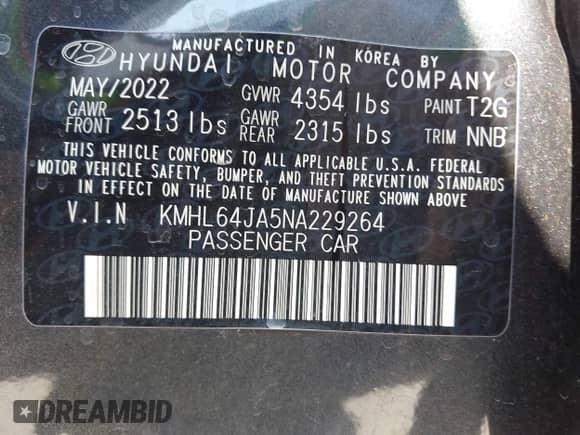 MANUFACTURED IN KOREA BY
HYUNDAI MOTOR COMPANY
MAY/2022 GVWR 4354 lbs PAINT T2G
GAWR FRONT 2513 lbs GAWR REAR 2315 lbs TRIM NNB
THIS VEHICLE CONFORMS TO ALL APPLICABLE U.S.A. FEDERAL
MOTOR VEHICLE SAFETY, BUMPER, AND THEFT PREVENTION STANDARDS
IN EFFECT ON THE DATE OF MANUFACTURE SHOWN ABOVE.
V.I.N KMHL64JA5NA229264
PASSENGER CAR
DREAMBID